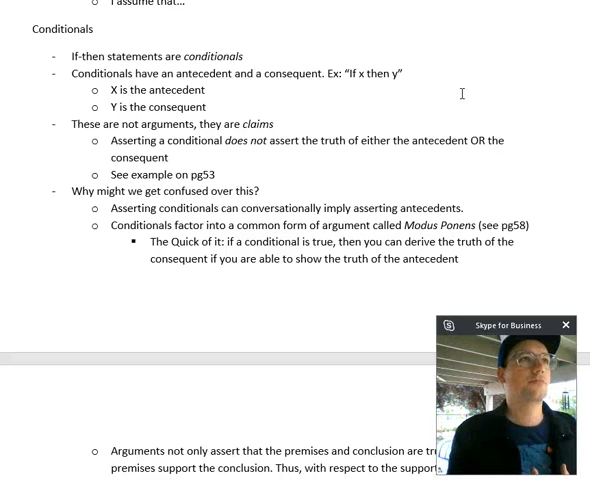 o I assume that...
Conditionals
- If-then statements are conditionals
- Conditionals have an antecedent and a consequent. Ex: “If x then y”
o X is the antecedent
o Y is the consequent
- These are not arguments, they are claims
o Asserting a conditional does not assert the truth of either the antecedent OR the
consequent
o See example on pg53
- Why might we get confused over this?
o Asserting conditionals can conversationally imply asserting antecedents.
o Conditionals factor into a common form of argument called Modus Ponens (see pg58)
▪ The Quick of it: if a conditional is true, then you can derive the truth of the
consequent if you are able to show the truth of the antecedent
Skype for Business
o Arguments not only assert that the premises and conclusion are tr
premises support the conclusion. Thus, with respect to the support